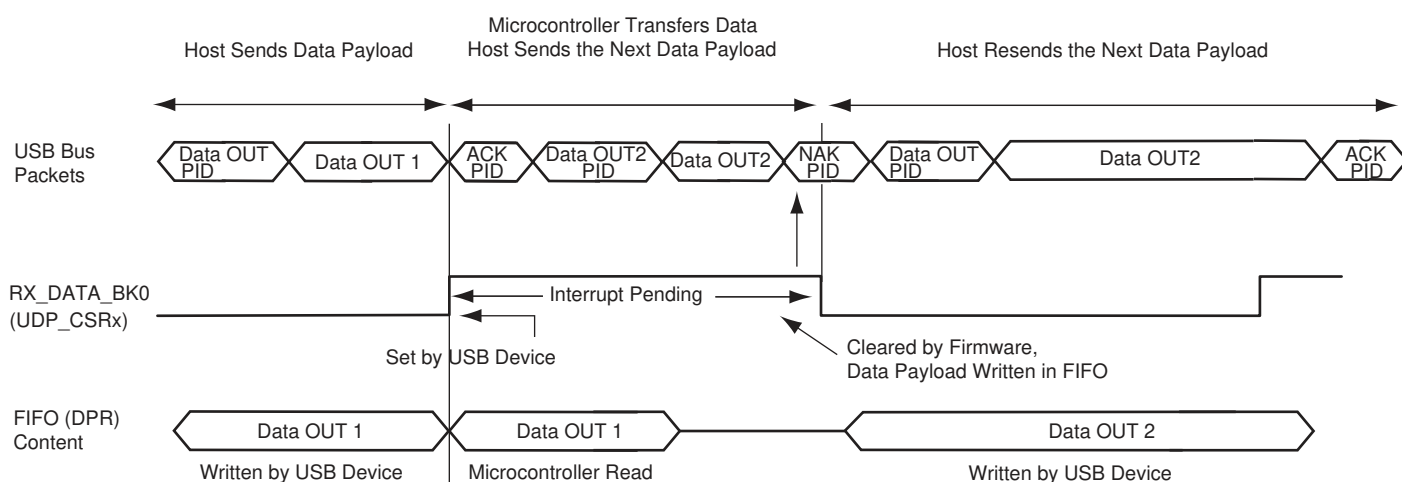 Microcontroller Transfers Data
Host Sends Data Payload
Host Sends the Next Data Payload
Host Resends the Next Data Payload
USB Bus
Packets
Data OUT
PID
Data OUT 1
ACK
PID
Data OUT2
PID
Data OUT2
NAK
PID
Data OUT
PID
Data OUT2
ACK
PID
RX_DATA_BK0
(UDP_CSRx)
Interrupt Pending
Set by USB Device
Cleared by Firmware,
Data Payload Written in FIFO
FIFO (DPR)
Content
Data OUT 1
Data OUT 1
Data OUT 2
Written by USB Device
Microcontroller Read
Written by USB Device